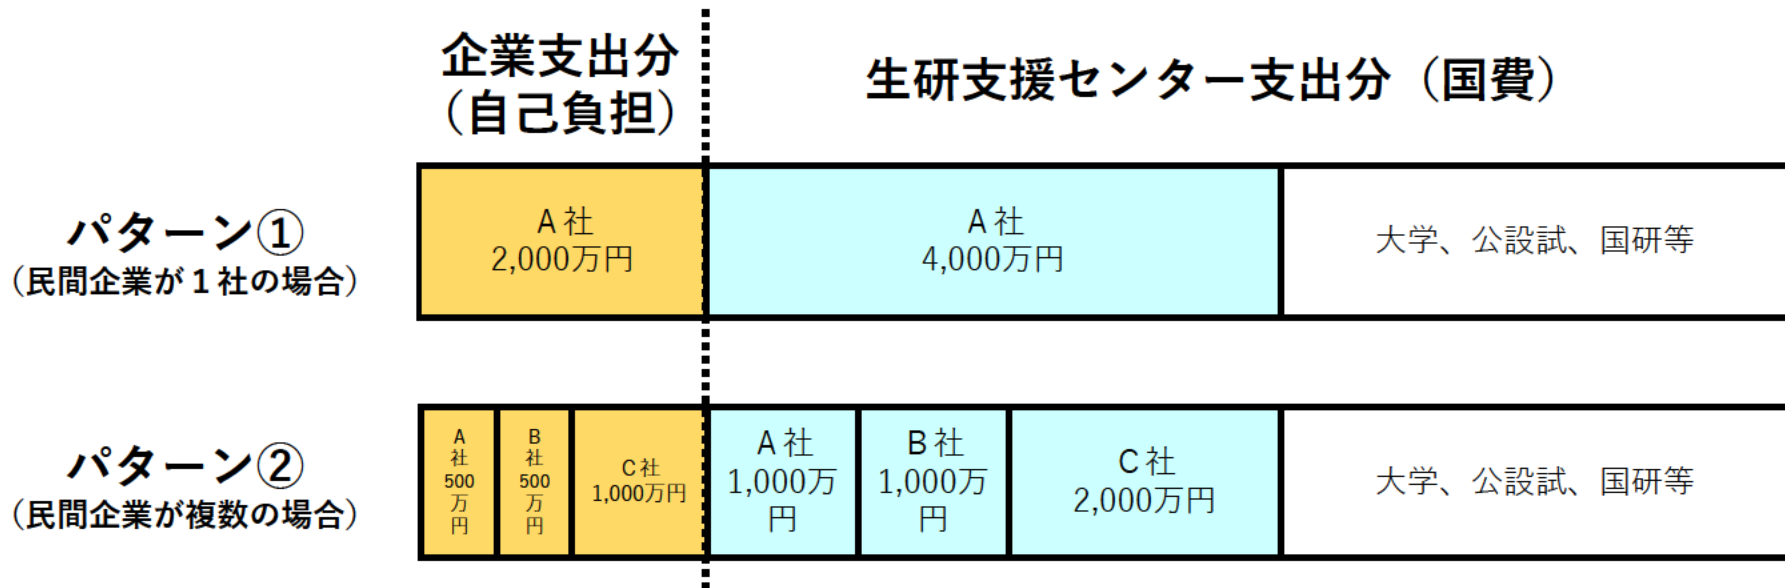 企業支出分
（自己負担）
生研支援センター支出分（国費）
パターン①
（民間企業が１社の場合）
A社
2,000万円
A社
4,000万円
大学、公設試、国研等
パターン②
（民間企業が複数の場合）
A
社
500
万
円
B
社
500
万
円
C社
1,000万円
A社
1,000万
円
B社
1,000万
円
C社
2,000万円
大学、公設試、国研等